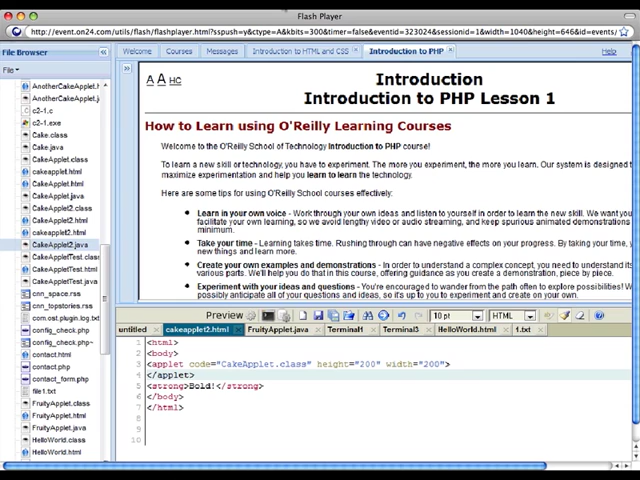 Flash Player
http://event.on24.com/utils/flash/flashplayer.html?sspush=y&ctype=A&kbits=300&timer=false&eventid=323024&sessionid=1&width=1040&height=646&id=events/
File Browser
Welcome Courses Messages Introduction to HTML and CSS Introduction to PHP Help
File
AnotherCakeApplet.h
AnotherCakeApplet.j
c2-1.c
c2-1.exe
Cake.class
Cake.java
CakeApplet.class
cakeapplet.html
CakeApplet.java
CakeApplet2.class
CakeApplet2.html
cakeapplet2.html
CakeApplet2.java
CakeAppletTest.class
CakeAppletTest.html
CakeAppletTest.java
cnn_space.rss
cnn_topstories.rss
com.ost.plugin.log.tx
config_check.php
config_check.php~
contact.html
contact.php
contact_form.php
file1.txt
FruityApplet.class
FruityApplet.html
FruityApplet.java
HelloWorld.class
HelloWorld.html
A A HC
Introduction
Introduction to PHP Lesson 1
How to Learn using O'Reilly Learning Courses
Welcome to the O'Reilly School of Technology Introduction to PHP course!
To learn a new skill or technology, you have to experiment. The more you experiment, the more you learn. Our system is designed t
maximize experimentation and help you learn to learn the technology.
Here are some tips for using O'Reilly School courses effectively:
Learn in your own voice - Work through your own ideas and listen to yourself in order to learn the new skill. We want you
facilitate your own learning, so we avoid lengthy video or audio streaming, and keep spurious animated demonstrations
minimum.
Take your time - Learning takes time. Rushing through can have negative effects on your progress. By taking your time,
new things and learn more.
Create your own examples and demonstrations - In order to understand a complex concept, you need to understand its
various parts. We'll help you do that in this course, offering guidance as you create a demonstration, piece by piece.
Experiment with your ideas and questions - You're encouraged to wander from the path often to explore possibilities! W
possibly anticipate all of your questions and ideas, so it's up to you to experiment and create on your own.
Preview 10 pt HTML
untitled cakeapplet2.html FruityApplet.java Terminal1 Terminal3 HelloWorld.html 1.txt
1 <html>
2 <body>
3 <applet code="CakeApplet.class" height="200" width="200">
4 </applet>
5 <strong>Bold!</strong>
6 </body>
7 </html>
8
9
10